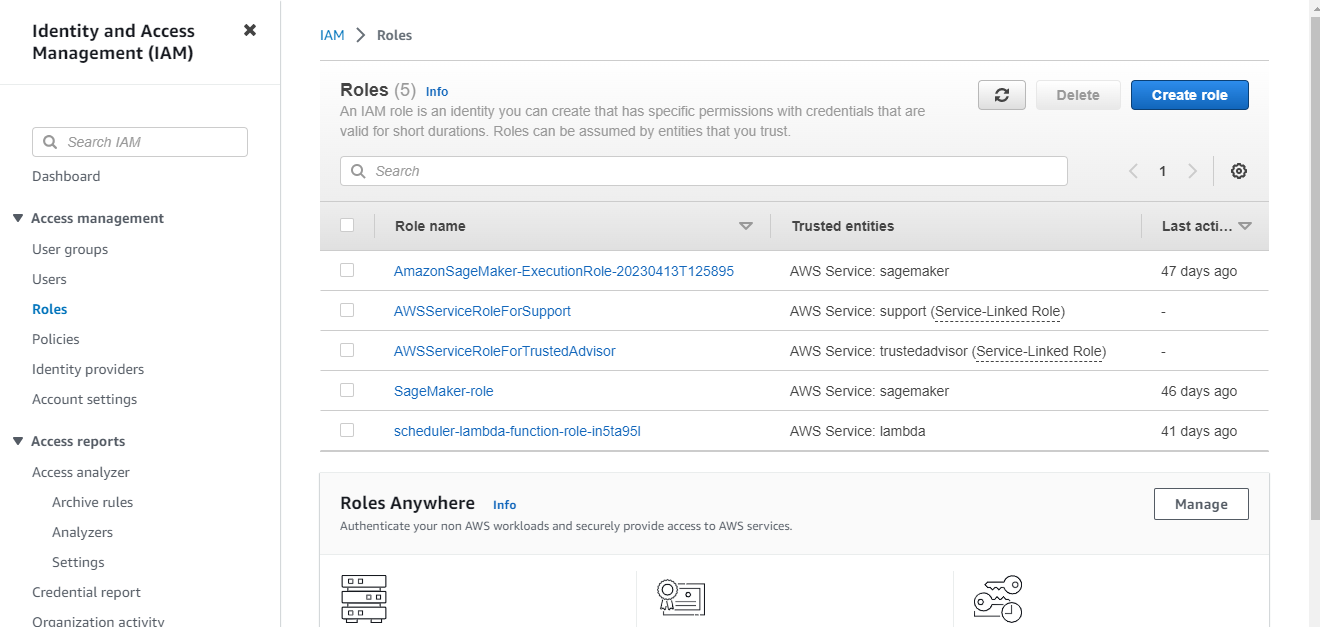 Identity and Access
Management (IAM)
Search IAM
Dashboard
Access management
User groups
Users
Roles
Policies
Identity providers
Account settings
Access reports
Access analyzer
Archive rules
Analyzers
Settings
Credential report
Organization activity
IAM > Roles
Roles (5) Info
An IAM role is an identity you can create that has specific permissions with credentials that are
valid for short durations. Roles can be assumed by entities that you trust.
Delete
Create role
Search
1
Role name Trusted entities Last acti...
AmazonSageMaker-ExecutionRole-20230413T125895 AWS Service: sagemaker 47 days ago
AWSServiceRoleForSupport AWS Service: support (Service-Linked Role) -
AWSServiceRoleForTrustedAdvisor AWS Service: trustedadvisor (Service-Linked Role) -
SageMaker-role AWS Service: sagemaker 46 days ago
scheduler-lambda-function-role-in5ta95l AWS Service: lambda 41 days ago
Roles Anywhere Info
Manage
Authenticate your non AWS workloads and securely provide access to AWS services.